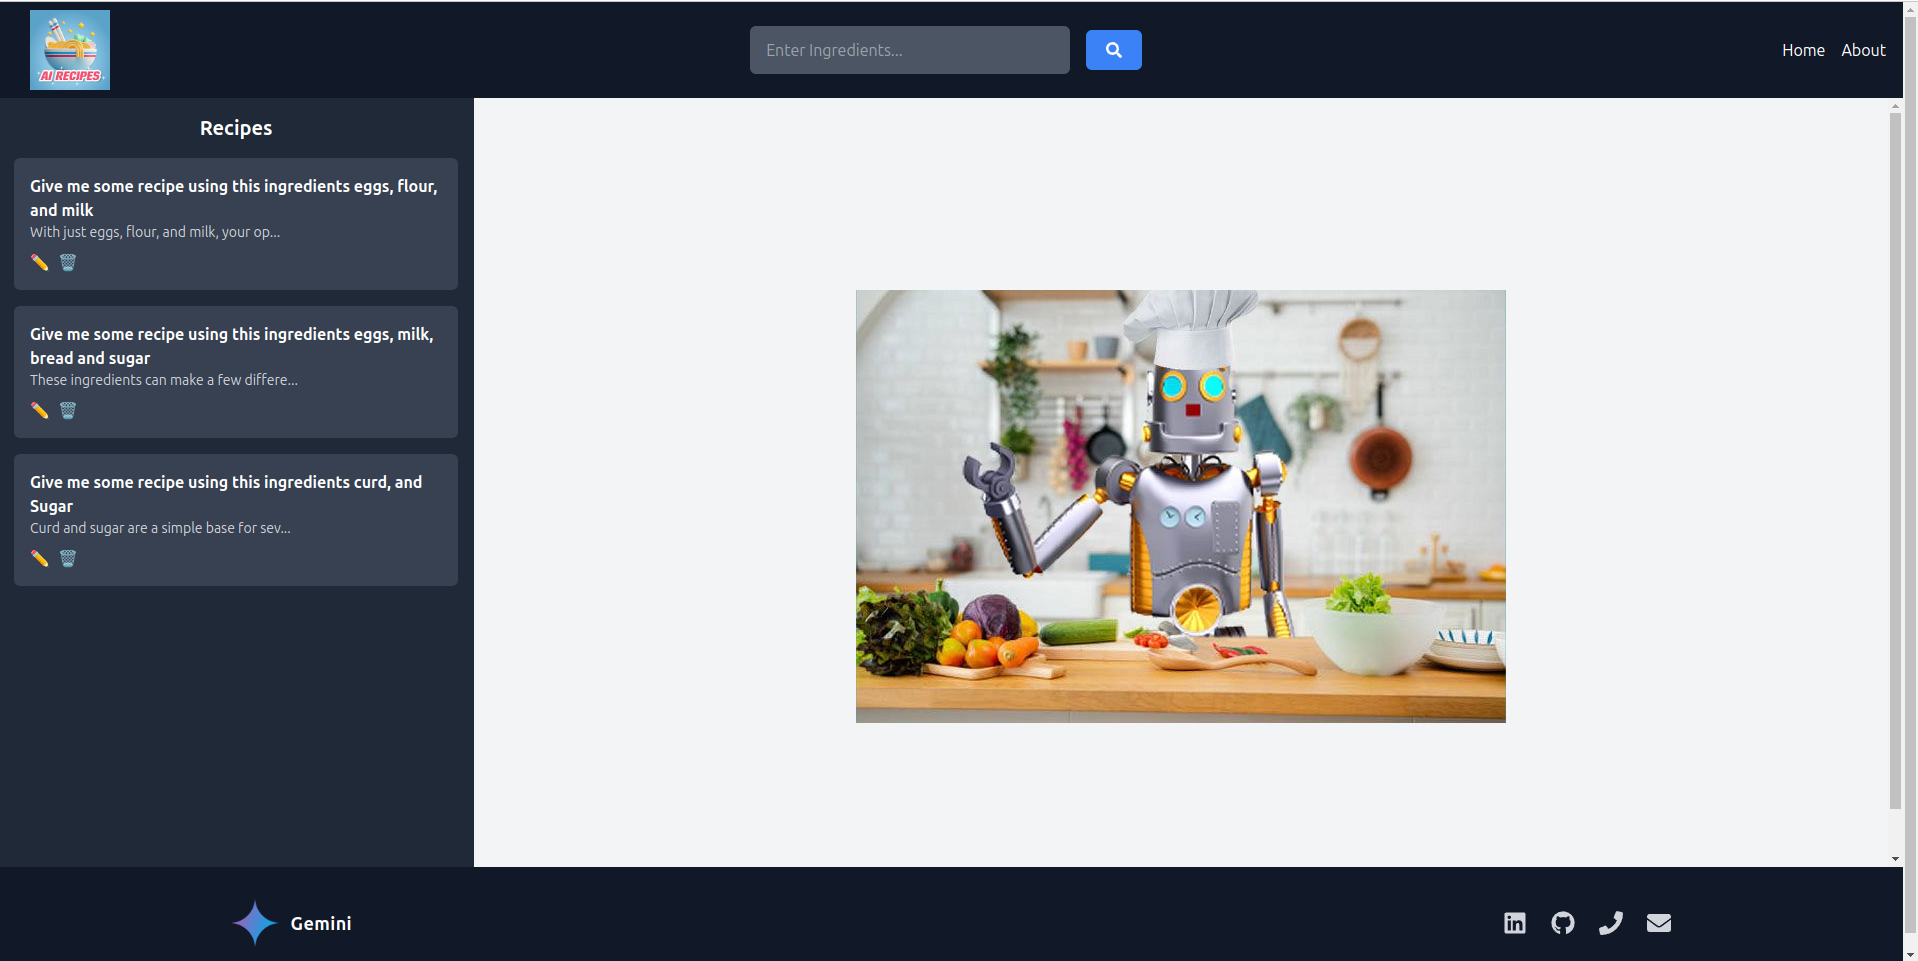 AI RECIPES
Enter Ingredients...
Home
About
Recipes
Give me some recipe using this ingredients eggs, flour,
and milk
With just eggs, flour, and milk, your op...
Give me some recipe using this ingredients eggs, milk,
bread and sugar
These ingredients can make a few differe...
Give me some recipe using this ingredients curd, and
Sugar
Curd and sugar are a simple base for sev...
Gemini
in